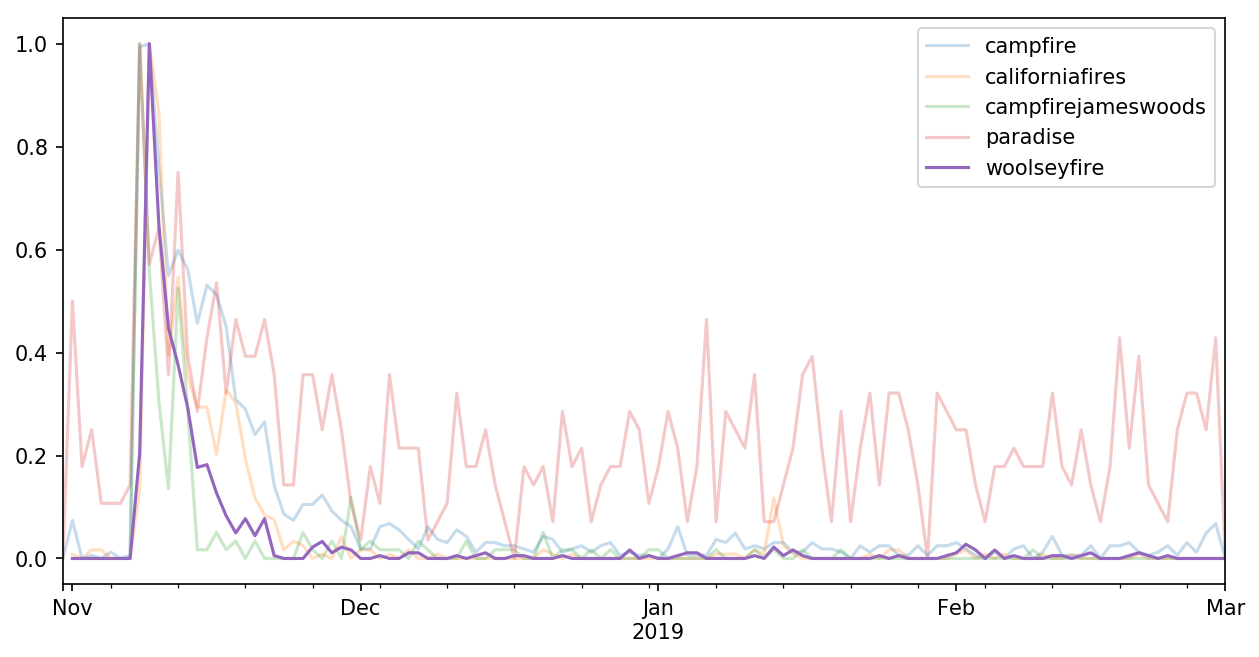 1.0
0.8
0.6
0.4
0.2
0.0
campfire
californiafires
campfirejameswoods
paradise
woolseyfire
Nov
Dec
Jan
2019
Feb
Mar